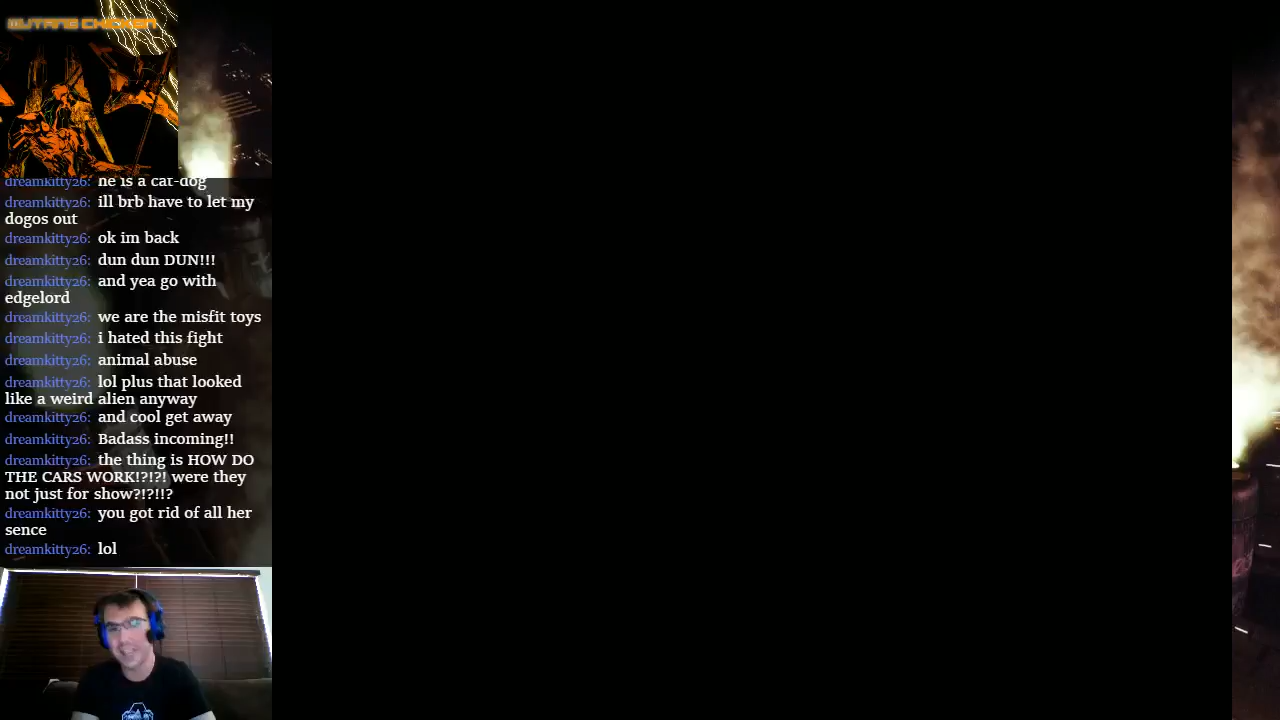 WUTANG CHICKEN
dreamkitty26: he is a cat-dog
dreamkitty26: ill brb have to let my
dogos out
dreamkitty26: ok im back
dreamkitty26: dun dun DUN!!!
dreamkitty26: and yea go with
edgelord
dreamkitty26: we are the misfit toys
dreamkitty26: i hated this fight
dreamkitty26: animal abuse
dreamkitty26: lol plus that looked
like a weird alien anyway
dreamkitty26: and cool get away
dreamkitty26: Badass incoming!!
dreamkitty26: the thing is HOW DO
THE CARS WORK!?!?! were they
not just for show?!?!!?
dreamkitty26: you got rid of all her
sence
dreamkitty26: lol